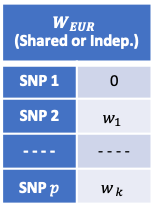 W_EUR
(Shared or Indep.)
SNP 1 0
SNP 2 w_1
---- ----
SNP p w_k